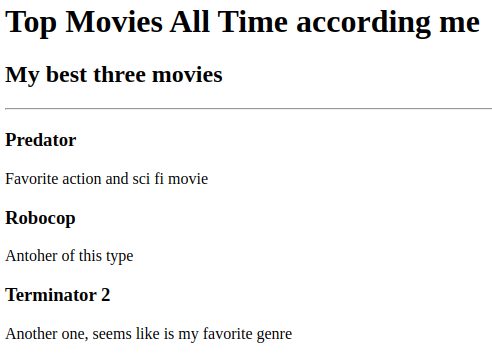 Top Movies All Time according me
My best three movies
Predator
Favorite action and sci fi movie
Robocop
Antoher of this type
Terminator 2
Another one, seems like is my favorite genre